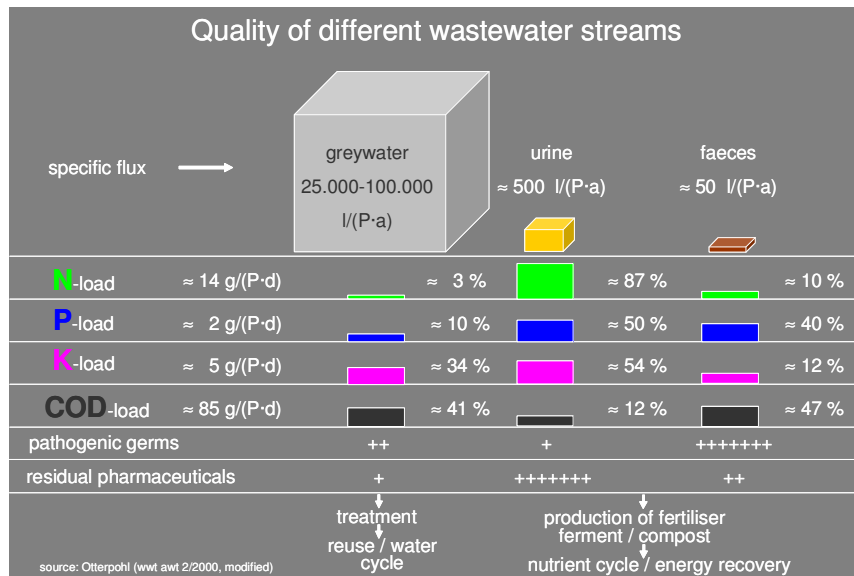 Quality of different wastewater streams
specific flux
greywater
25.000-100.000
l/(P·a)
urine
≈ 500 l/(P·a)
faeces
≈ 50 l/(P·a)
N-load ≈ 14 g/(P·d) ≈ 3 % ≈ 87 % ≈ 10 %
P-load ≈ 2 g/(P·d) ≈ 10 % ≈ 50 % ≈ 40 %
K-load ≈ 5 g/(P·d) ≈ 34 % ≈ 54 % ≈ 12 %
COD-load ≈ 85 g/(P·d) ≈ 41 % ≈ 12 % ≈ 47 %
pathogenic germs ++ + +++++++
residual pharmaceuticals + +++++++ ++
treatment
reuse / water
cycle
production of fertiliser
ferment / compost
nutrient cycle / energy recovery
source: Otterpohl (wwt awt 2/2000, modified)